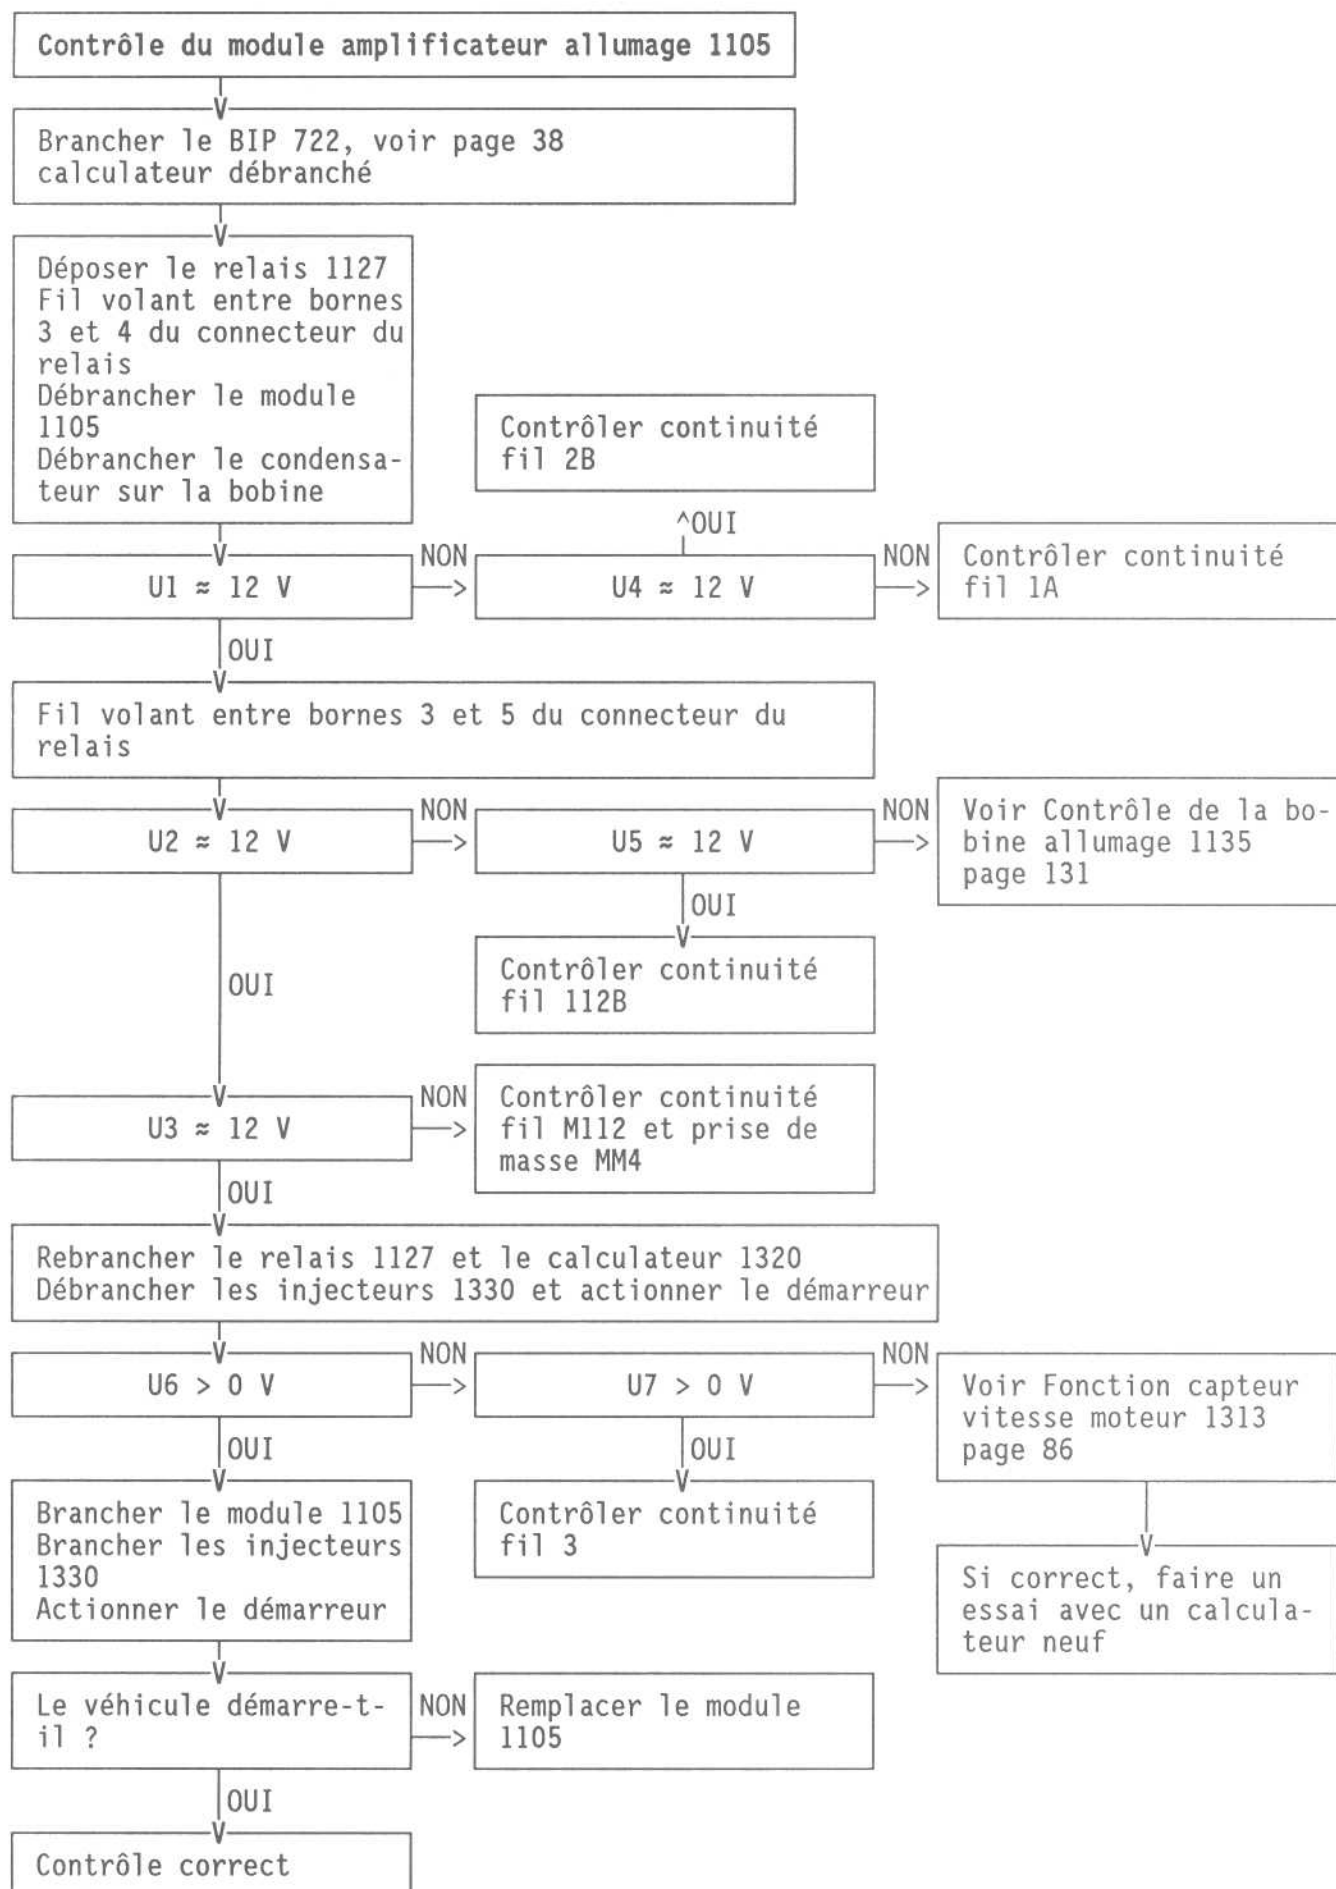 Contrôle du module amplificateur allumage 1105
Brancher le BIP 722, voir page 38
calculateur débranché
Déposer le relais 1127
Fil volant entre bornes
3 et 4 du connecteur du
relais
Débrancher le module
1105
Débrancher le condensa-
teur sur la bobine
Contrôler continuité
fil 2B
^OUI
U1 ≈ 12 V
NON
—>
U4 ≈ 12 V
NON
—>
Contrôler continuité
fil 1A
OUI
Fil volant entre bornes 3 et 5 du connecteur du
relais
U2 ≈ 12 V
NON
—>
U5 ≈ 12 V
NON
—>
Voir Contrôle de la bo-
bine allumage 1135
page 131
OUI
Contrôler continuité
fil 112B
OUI
U3 ≈ 12 V
NON
—>
Contrôler continuité
fil M112 et prise de
masse MM4
OUI
Rebrancher le relais 1127 et le calculateur 1320
Débrancher les injecteurs 1330 et actionner le démarreur
U6 > 0 V
NON
—>
U7 > 0 V
NON
—>
Voir Fonction capteur
vitesse moteur 1313
page 86
OUI
OUI
Brancher le module 1105
Brancher les injecteurs
1330
Actionner le démarreur
Contrôler continuité
fil 3
Si correct, faire un
essai avec un calcula-
teur neuf
Le véhicule démarre-t-
il ?
NON
—>
Remplacer le module
1105
OUI
Contrôle correct